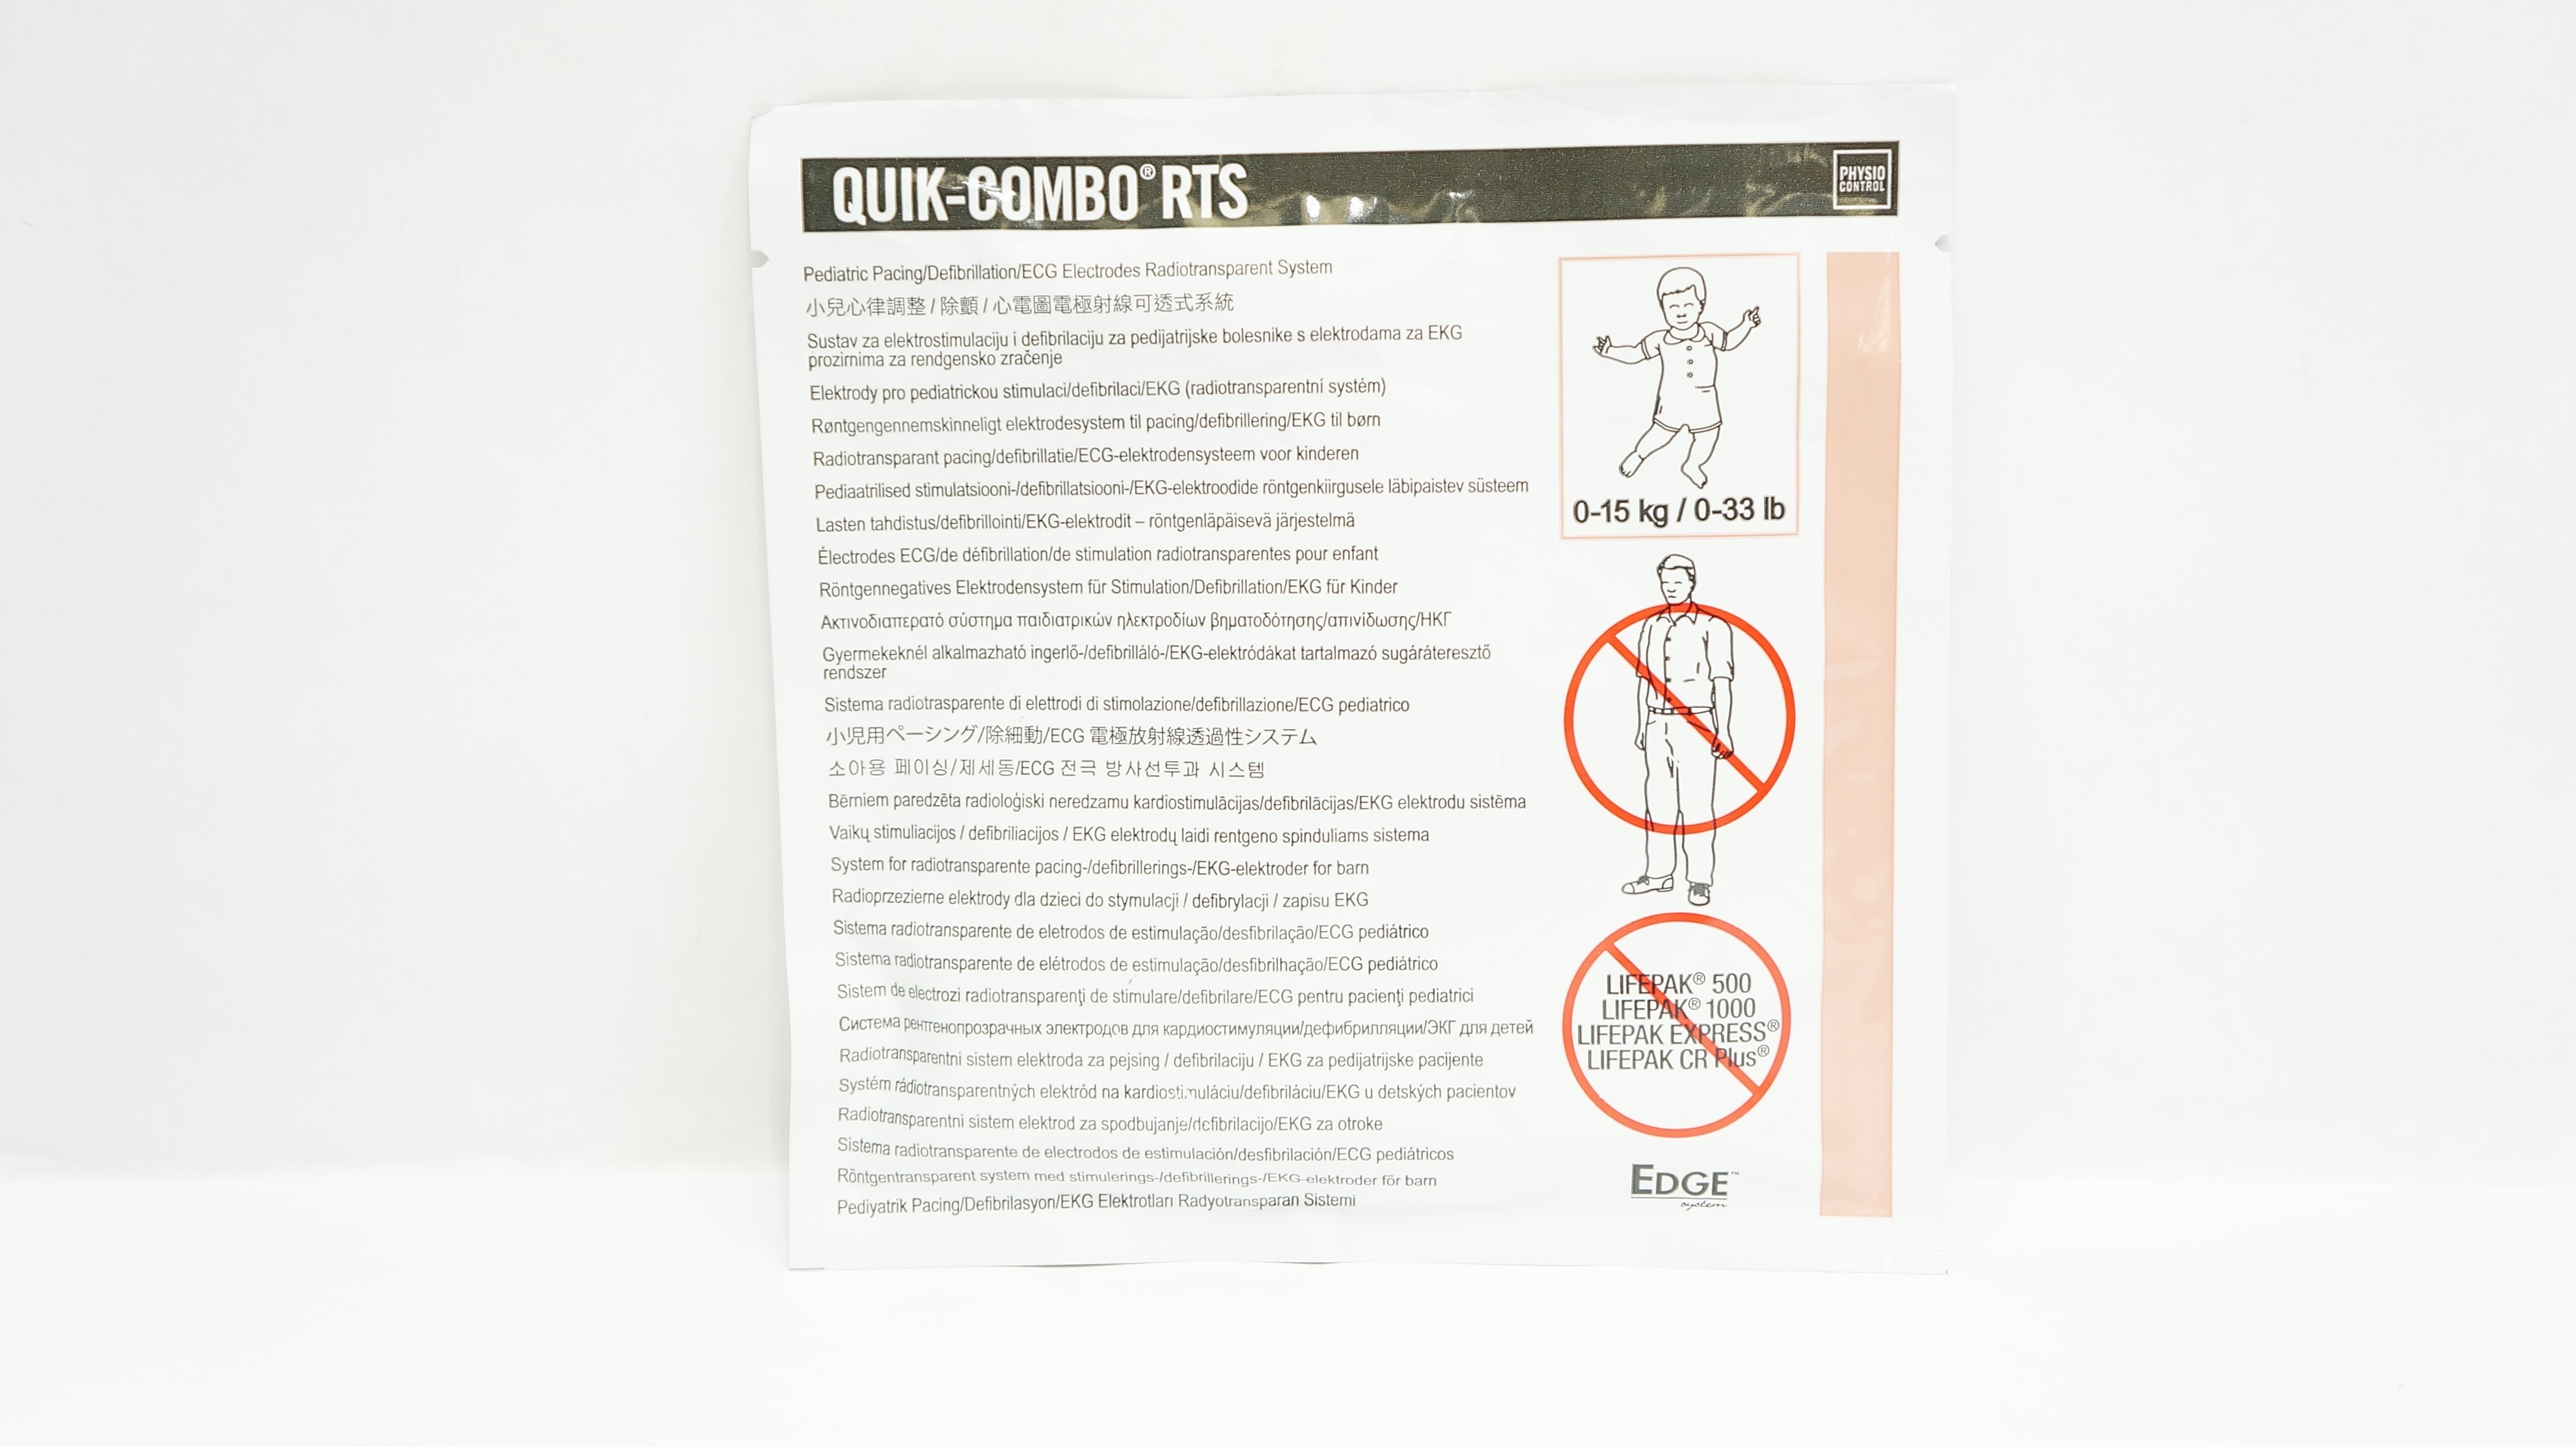 QUIK-COMBO® RTS
PHYSIO
CONTROL
Pediatric Pacing/Defibrillation/ECG Electrodes Radiotransparent System
小兒心律調整 / 除顫 / 心電圖電極射線可透式系統
Sustav za elektrostimulaciju i defibrilaciju za pedijatrijske bolesnike s elektrodama za EKG
prozirnima za rendgensko zračenje
Elektrody pro pediatrickou stimulaci/defibrilaci/EKG (radiotransparentní systém)
Røntgengennemskinneligt elektrodesystem til pacing/defibrillering/EKG til børn
Radiotransparant pacing/defibrillatie/ECG-elektrodensysteem voor kinderen
Pediaatrilised stimulatsiooni-/defibrillatsiooni-/EKG-elektroodide röntgenkiirgusele läbipaistev süsteem
Lasten tahdistus/defibrillointi/EKG-elektrodit – röntgenläpäisevä järjestelmä
Électrodes ECG/de défibrillation/de stimulation radiotransparentes pour enfant
Röntgennegatives Elektrodensystem für Stimulation/Defibrillation/EKG für Kinder
Ακτινοδιαπερατό σύστημα παιδιατρικών ηλεκτροδίων βηματοδότησης/απινίδωσης/ΗΚΓ
Gyermekeknél alkalmazható ingerlő-/defibrilláló-/EKG-elektródákat tartalmazó sugáráteresztő
rendszer
Sistema radiotrasparente di elettrodi di stimolazione/defibrillazione/ECG pediatrico
小児用ペーシング/除細動/ECG 電極放射線透過性システム
소아용 페이싱/제세동/ECG 전극 방사선투과 시스템
Bērniem paredzēta radioloģiski neredzamu kardiostimulācijas/defibrilācijas/EKG elektrodu sistēma
Vaikų stimuliacijos / defibriliacijos / EKG elektrodų laidi rentgeno spinduliams sistema
System for radiotransparente pacing-/defibrillerings-/EKG-elektroder for barn
Radioprzezierne elektrody dla dzieci do stymulacji / defibrylacji / zapisu EKG
Sistema radiotransparente de eletrodos de estimulação/desfibrilação/ECG pediátrico
Sistema radiotransparente de elétrodos de estimulação/desfibrilhação/ECG pediátrico
Sistem de electrozi radiotransparenţi de stimulare/defibrilare/ECG pentru pacienţi pediatrici
Система рентгенопрозрачных электродов для кардиостимуляции/дефибрилляции/ЭКГ для детей
Radiotransparentni sistem elektroda za pejsing / defibrilaciju / EKG za pedijatrijske pacijente
Systém rádiotransparentných elektród na kardiostimuláciu/defibriláciu/EKG u detských pacientov
Radiotransparentni sistem elektrod za spodbujanje/defibrilacijo/EKG za otroke
Sistema radiotransparente de electrodos de estimulación/desfibrilación/ECG pediátricos
Röntgentransparent system med stimulerings-/defibrillerings-/EKG-elektroder för barn
Pediyatrik Pacing/Defibrilasyon/EKG Elektrotları Radyotransparan Sistemi
0-15 kg / 0-33 lb
LIFEPAK® 500
LIFEPAK® 1000
LIFEPAK EXPRESS®
LIFEPAK CR Plus®
EDGE™
system